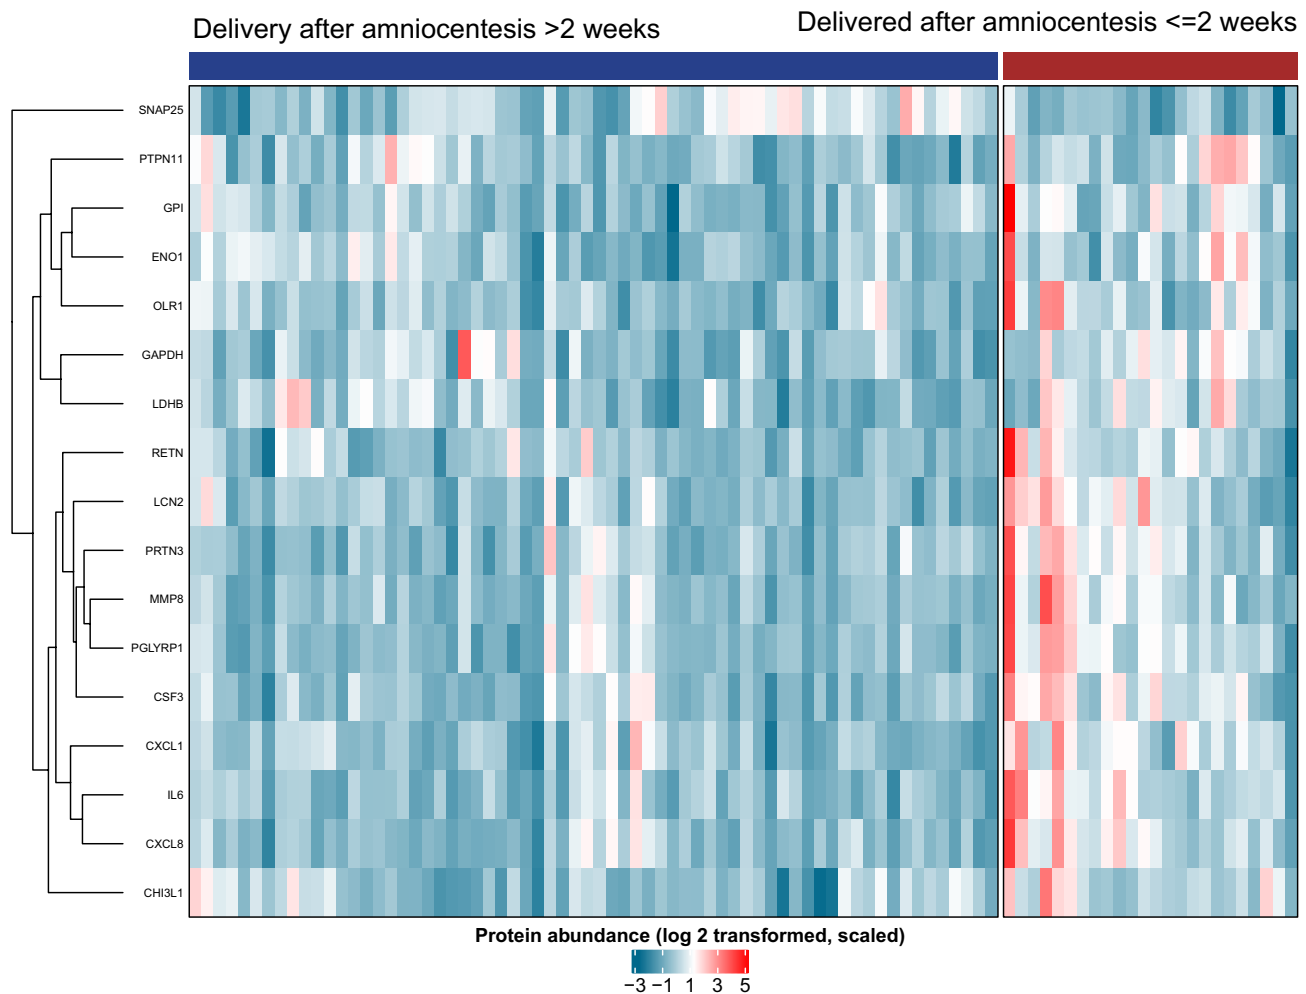 Delivery after amniocentesis >2 weeks
Delivered after amniocentesis <=2 weeks
SNAP25
PTPN11
GPI
ENO1
OLR1
GAPDH
LDHB
RETN
LCN2
PRTN3
MMP8
PGLYRP1
CSF3
CXCL1
IL6
CXCL8
CHI3L1
Protein abundance (log 2 transformed, scaled)
−3 −1 1 3 5